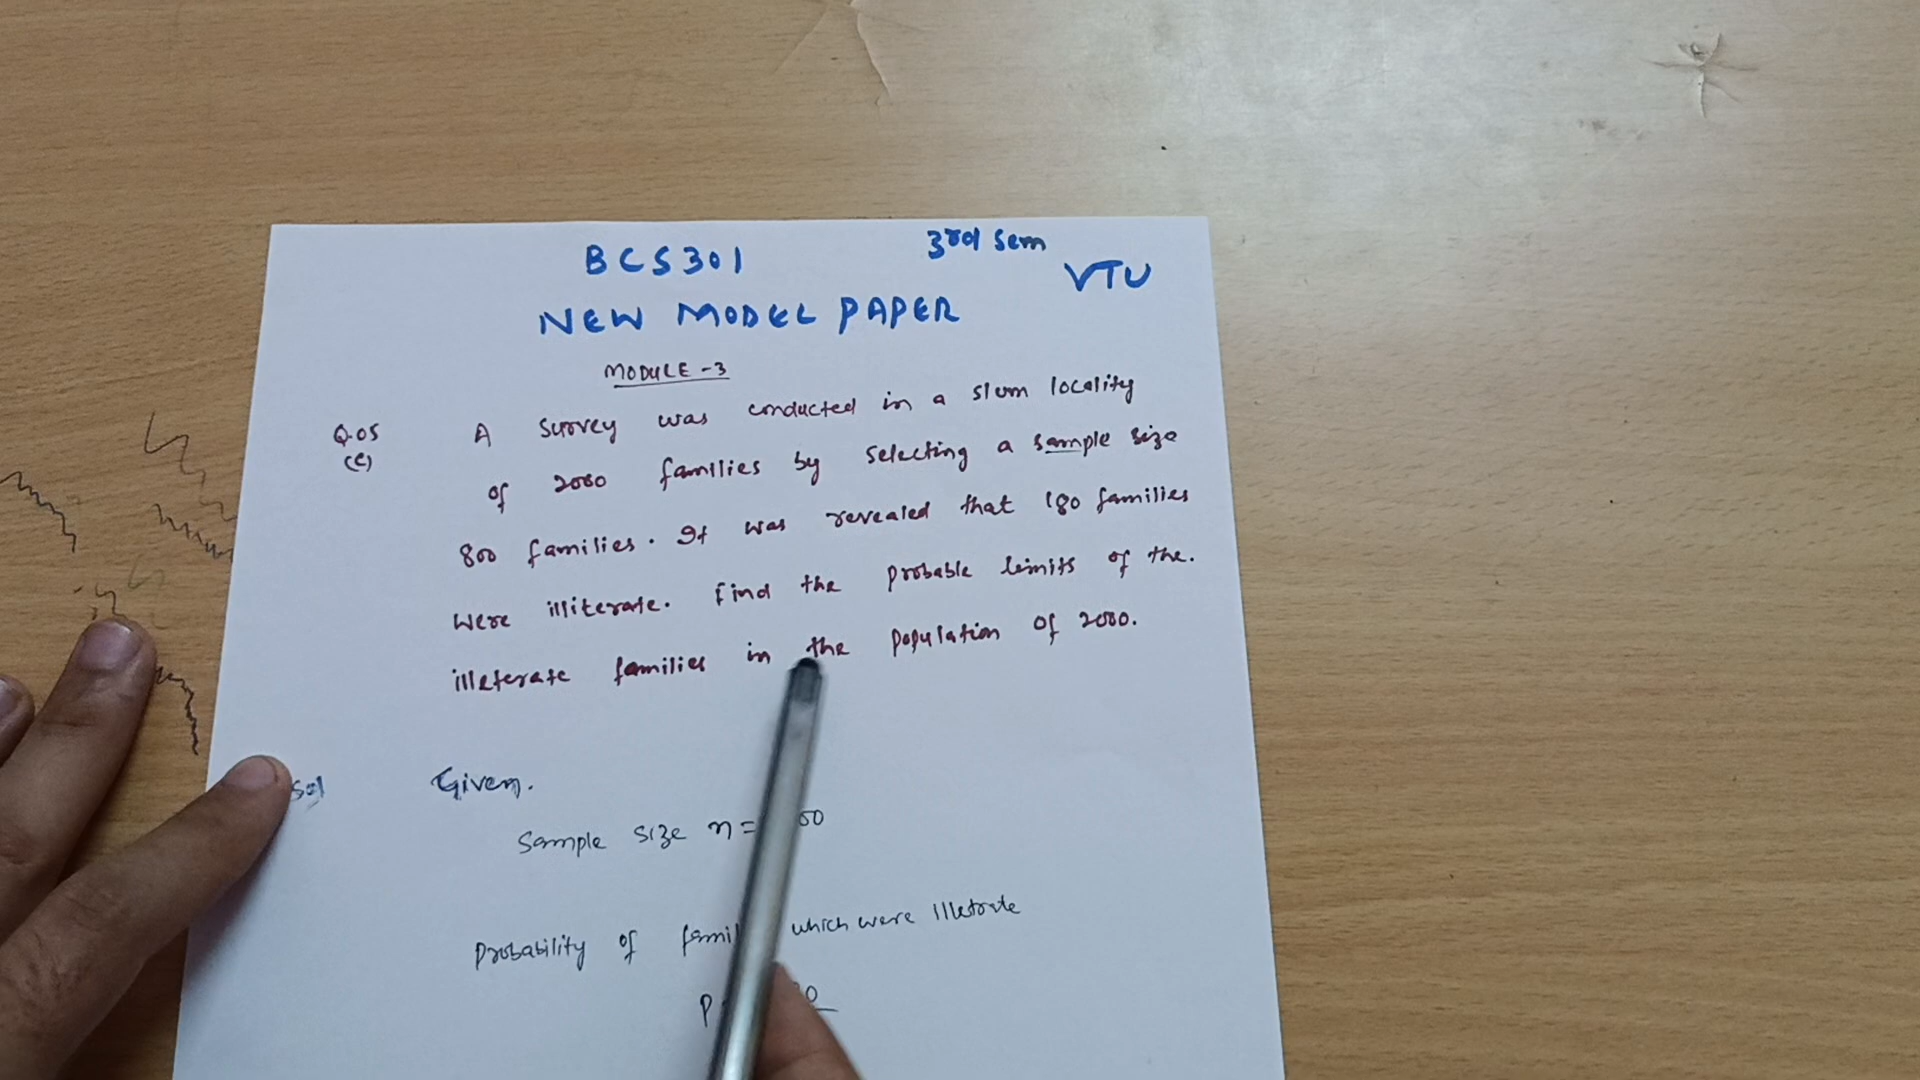 BCS301
3rd sem
VTU
NEW MODEL PAPER
MODULE -3
Q.05 A survey was conducted in a slum locality
(c) of 2000 families by selecting a sample size
800 families. It was revealed that 180 families
were illiterate. Find the probable limits of the.
illeterate families in the population of 2000.
Sol Given.
Sample size n =
Probability of which were illetrate
P